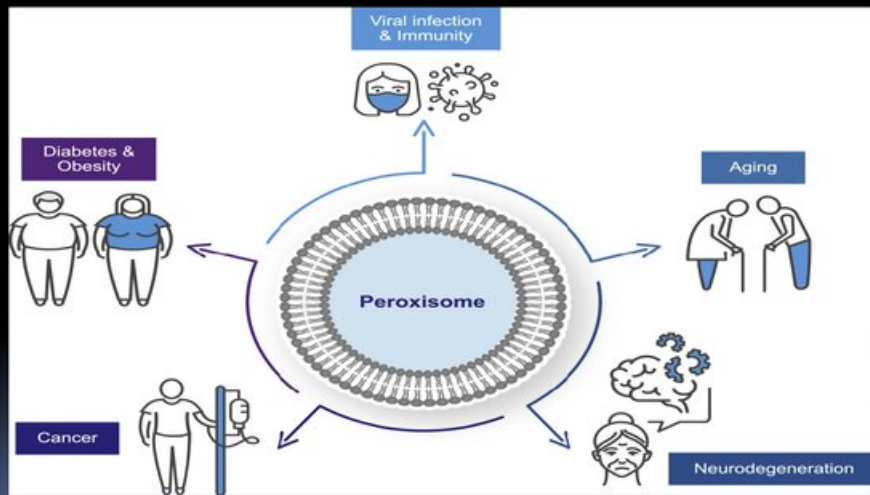 Viral infection
& Immunity
Diabetes &
Obesity
Aging
Peroxisome
Cancer
Neurodegeneration